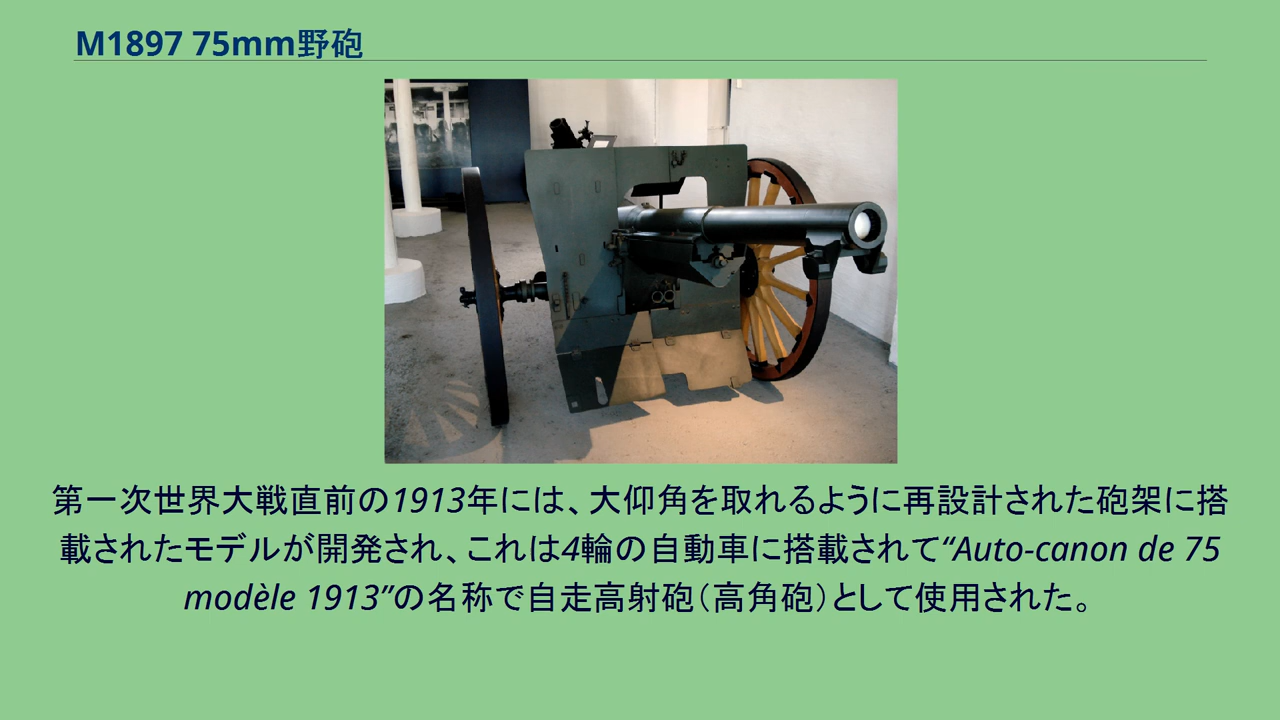 M1897 75mm野砲
第一次世界大戦直前の1913年には、大仰角を取れるように再設計された砲架に搭
載されたモデルが開発され、これは4輪の自動車に搭載されて“Auto-canon de 75
modèle 1913”の名称で自走高射砲（高角砲）として使用された。